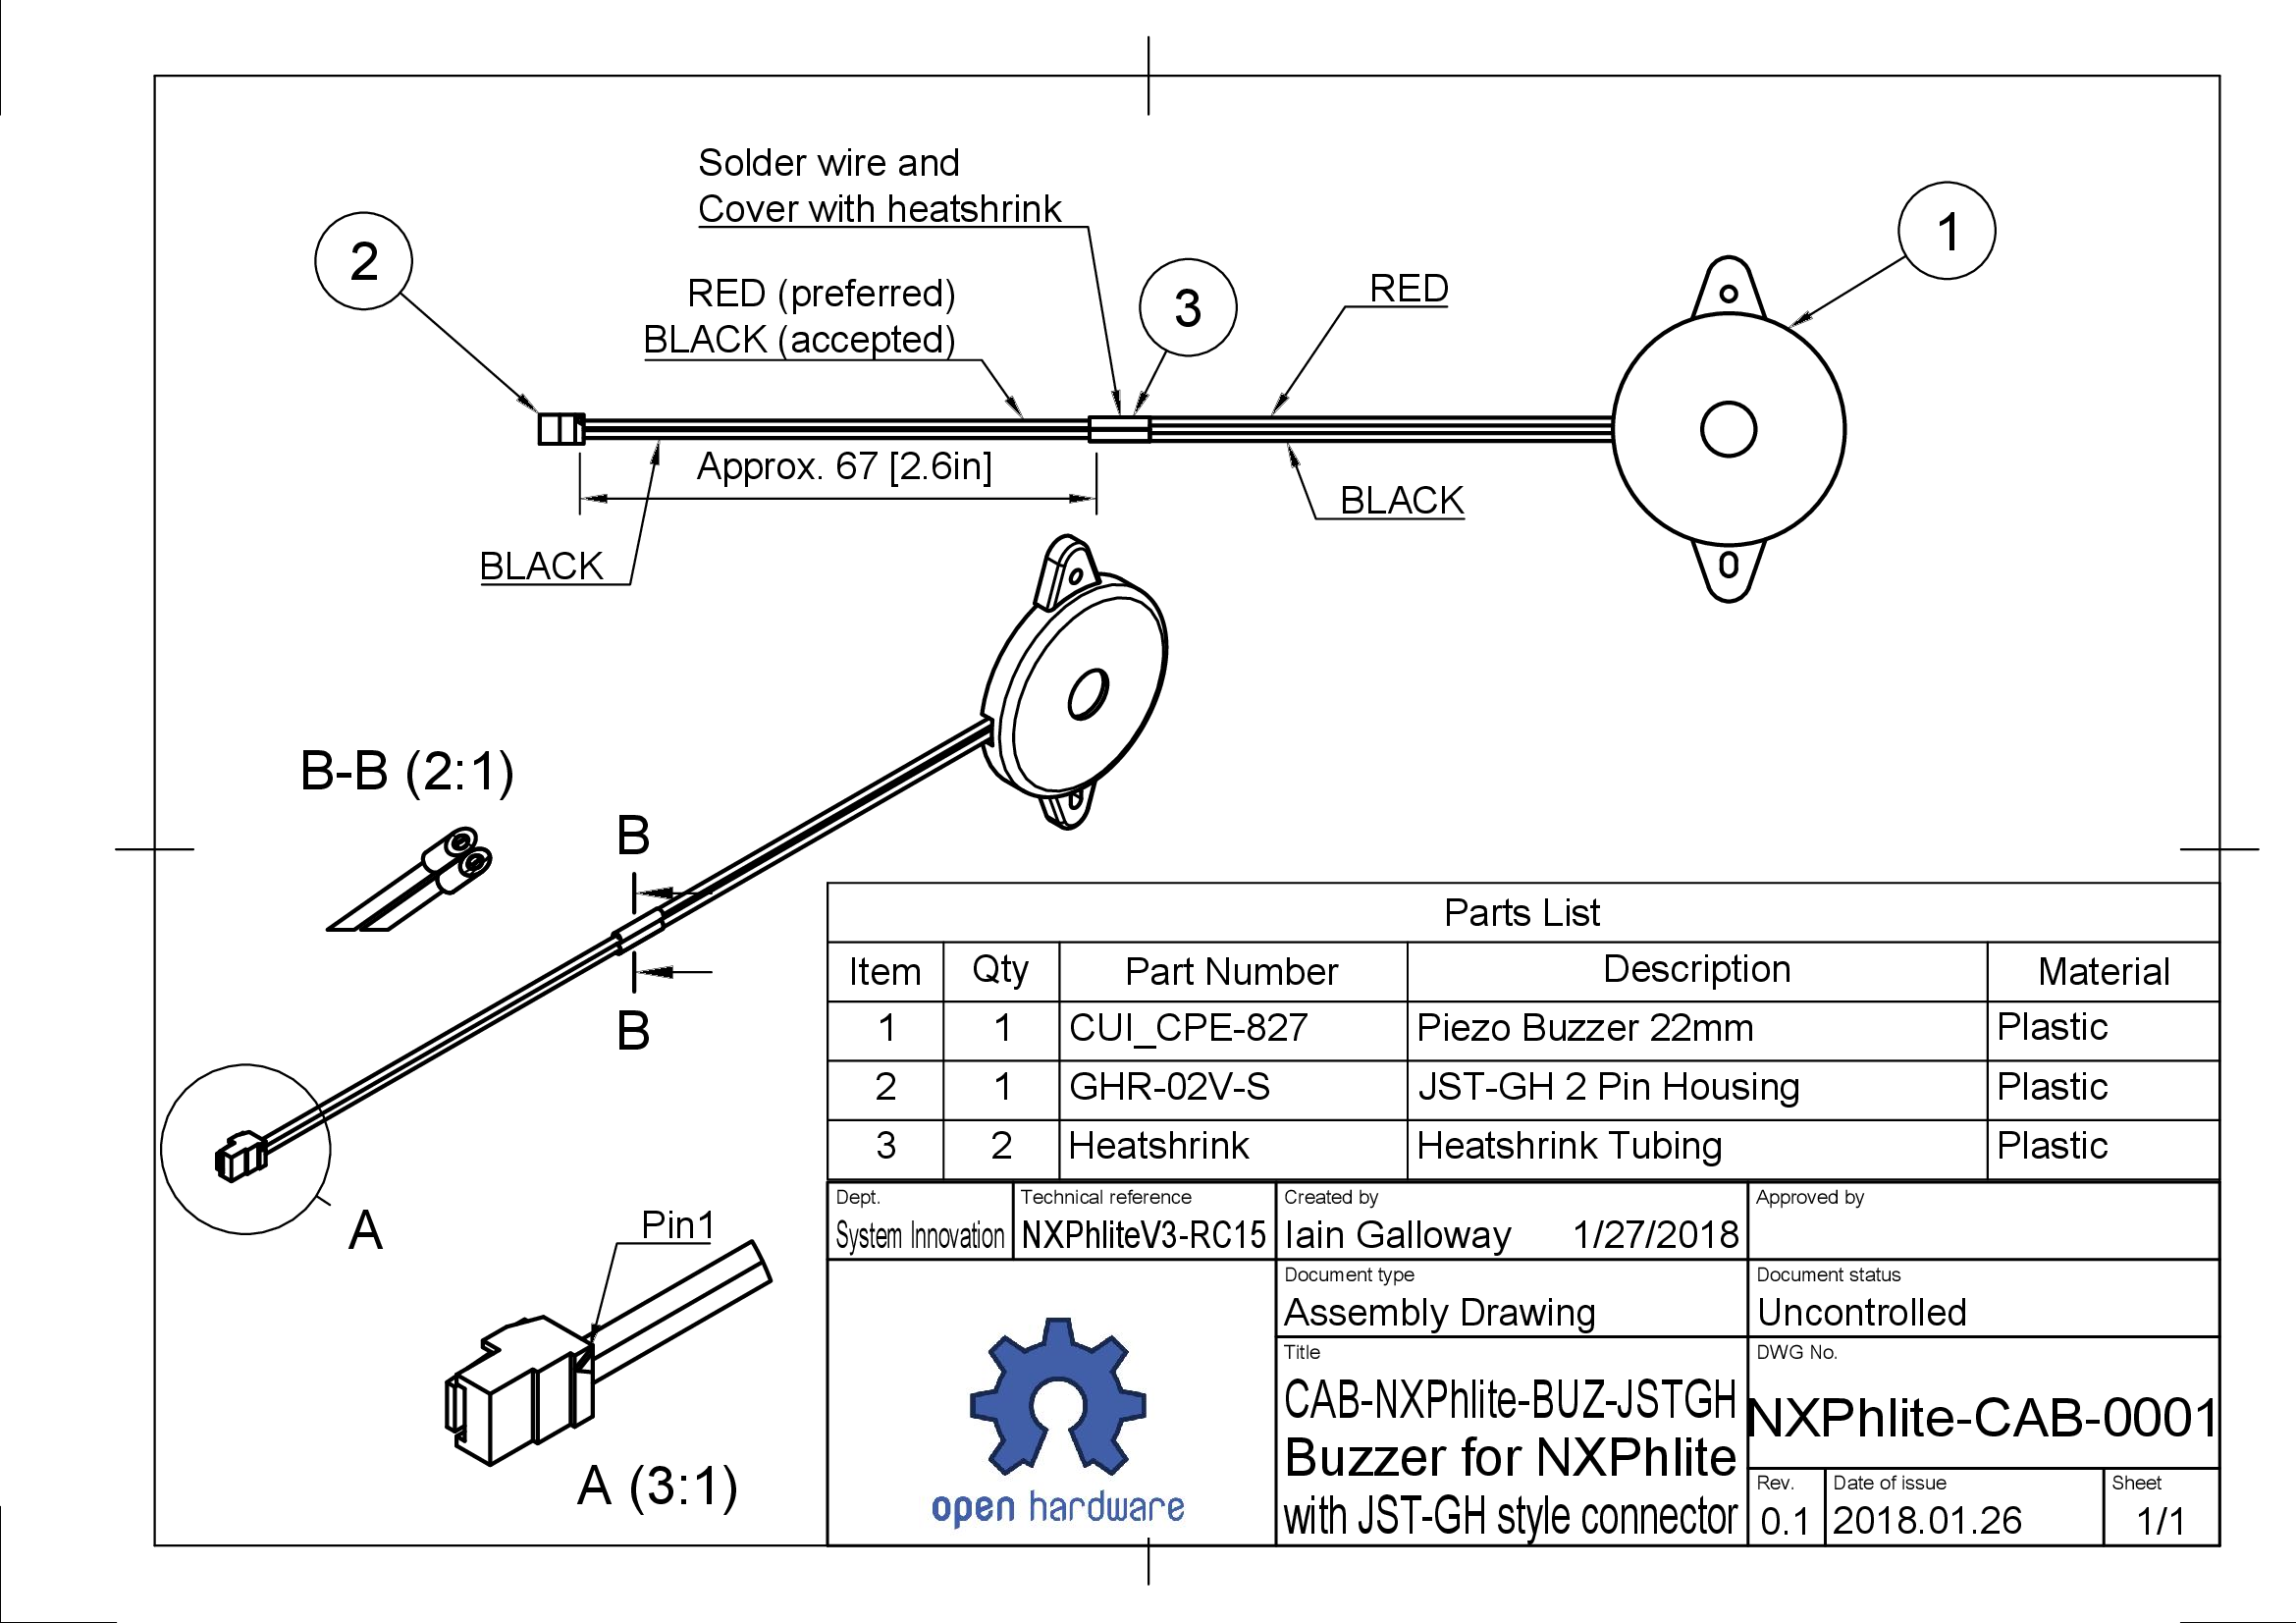 Solder wire and
Cover with heatshrink
2
1
RED (preferred)
BLACK (accepted)
3
RED
Approx. 67 [2.6in]
BLACK
BLACK
B-B (2:1)
B
B
A
Pin1
A (3:1)
Parts List
Item Qty Part Number Description Material
1 1 CUI_CPE-827 Piezo Buzzer 22mm Plastic
2 1 GHR-02V-S JST-GH 2 Pin Housing Plastic
3 2 Heatshrink Heatshrink Tubing Plastic
Dept. Technical reference Created by Approved by
System Innovation NXPhliteV3-RC15 Iain Galloway 1/27/2018
Document type Document status
Assembly Drawing Uncontrolled
Title DWG No.
CAB-NXPhlite-BUZ-JSTGH
Buzzer for NXPhlite
with JST-GH style connector
NXPhlite-CAB-0001
Rev. Date of issue Sheet
0.1 2018.01.26 1/1
open hardware